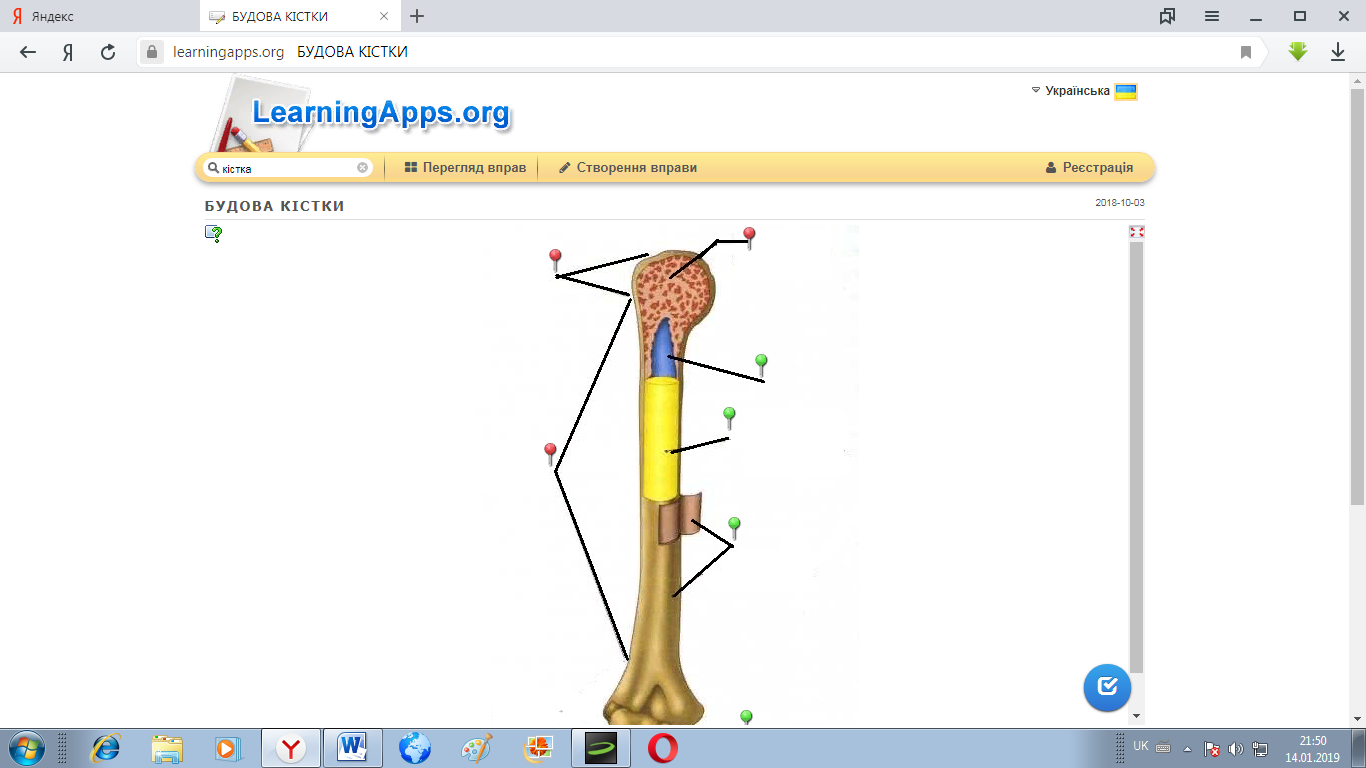 Яндекс
БУДОВА КІСТКИ
learningapps.org БУДОВА КІСТКИ
Українська
LearningApps.org
кістка
Перегляд вправ
Створення вправи
Реєстрація
БУДОВА КІСТКИ
2018-10-03
UK
21:50
14.01.2019